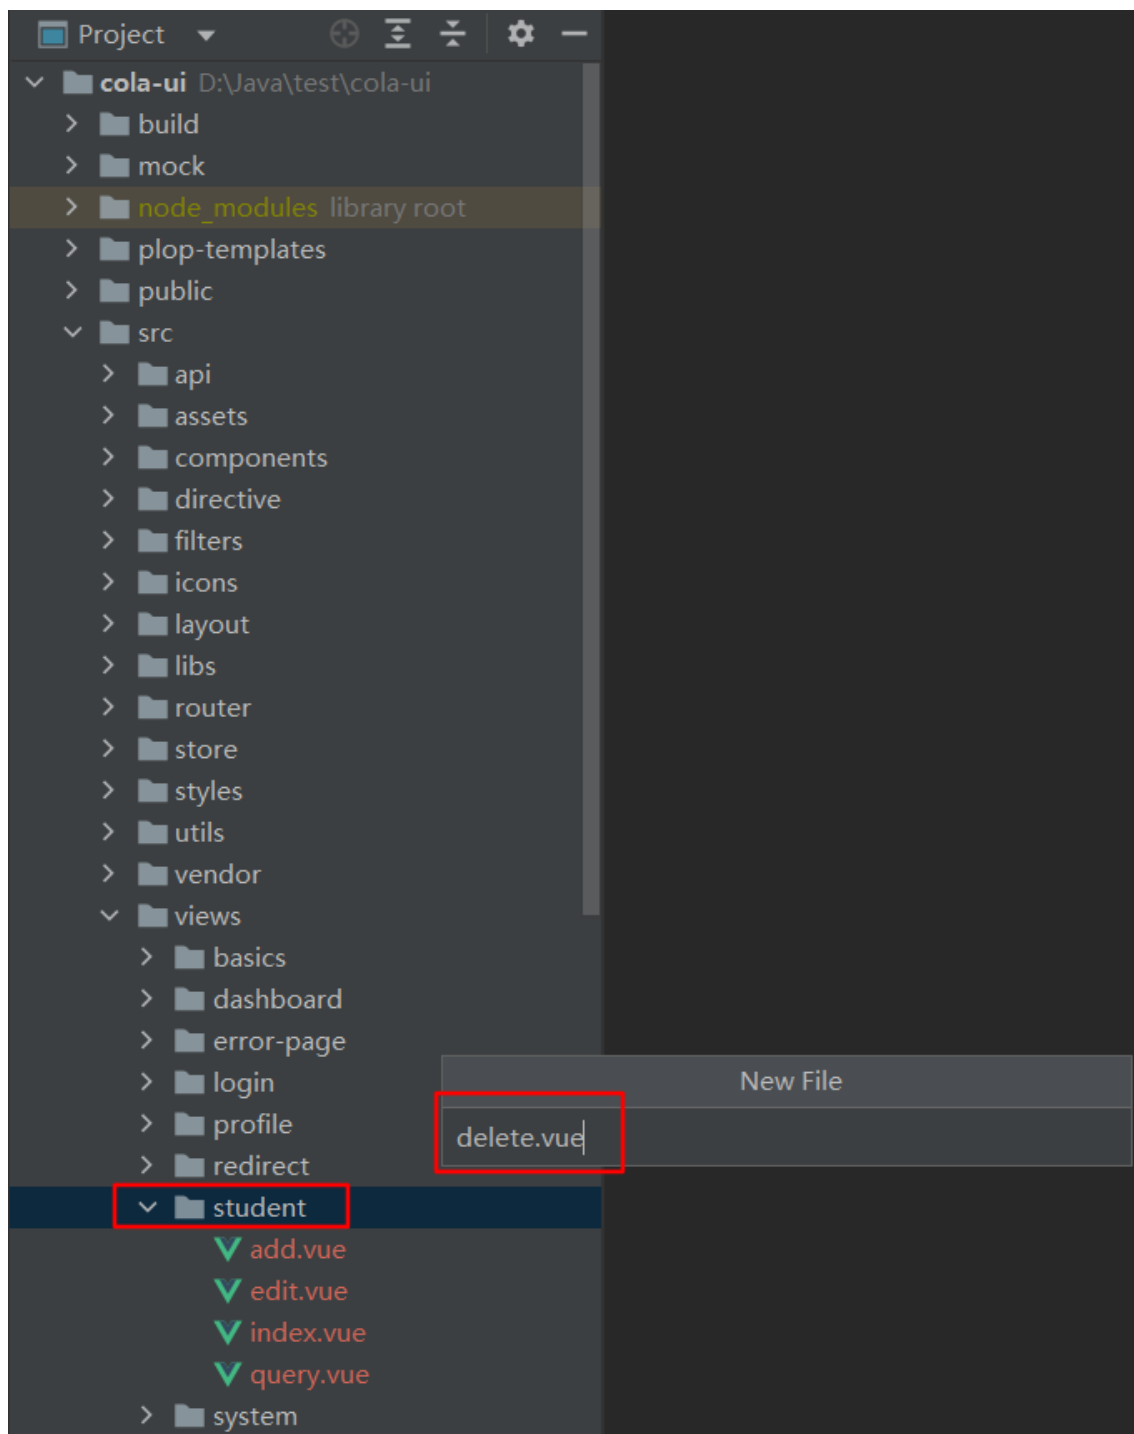 Project
cola-ui D:\Java\test\cola-ui
build
mock
node_modules library root
plop-templates
public
src
api
assets
components
directive
filters
icons
layout
libs
router
store
styles
utils
vendor
views
basics
dashboard
error-page
New File
login
profile
delete.vue
redirect
student
add.vue
edit.vue
index.vue
query.vue
system